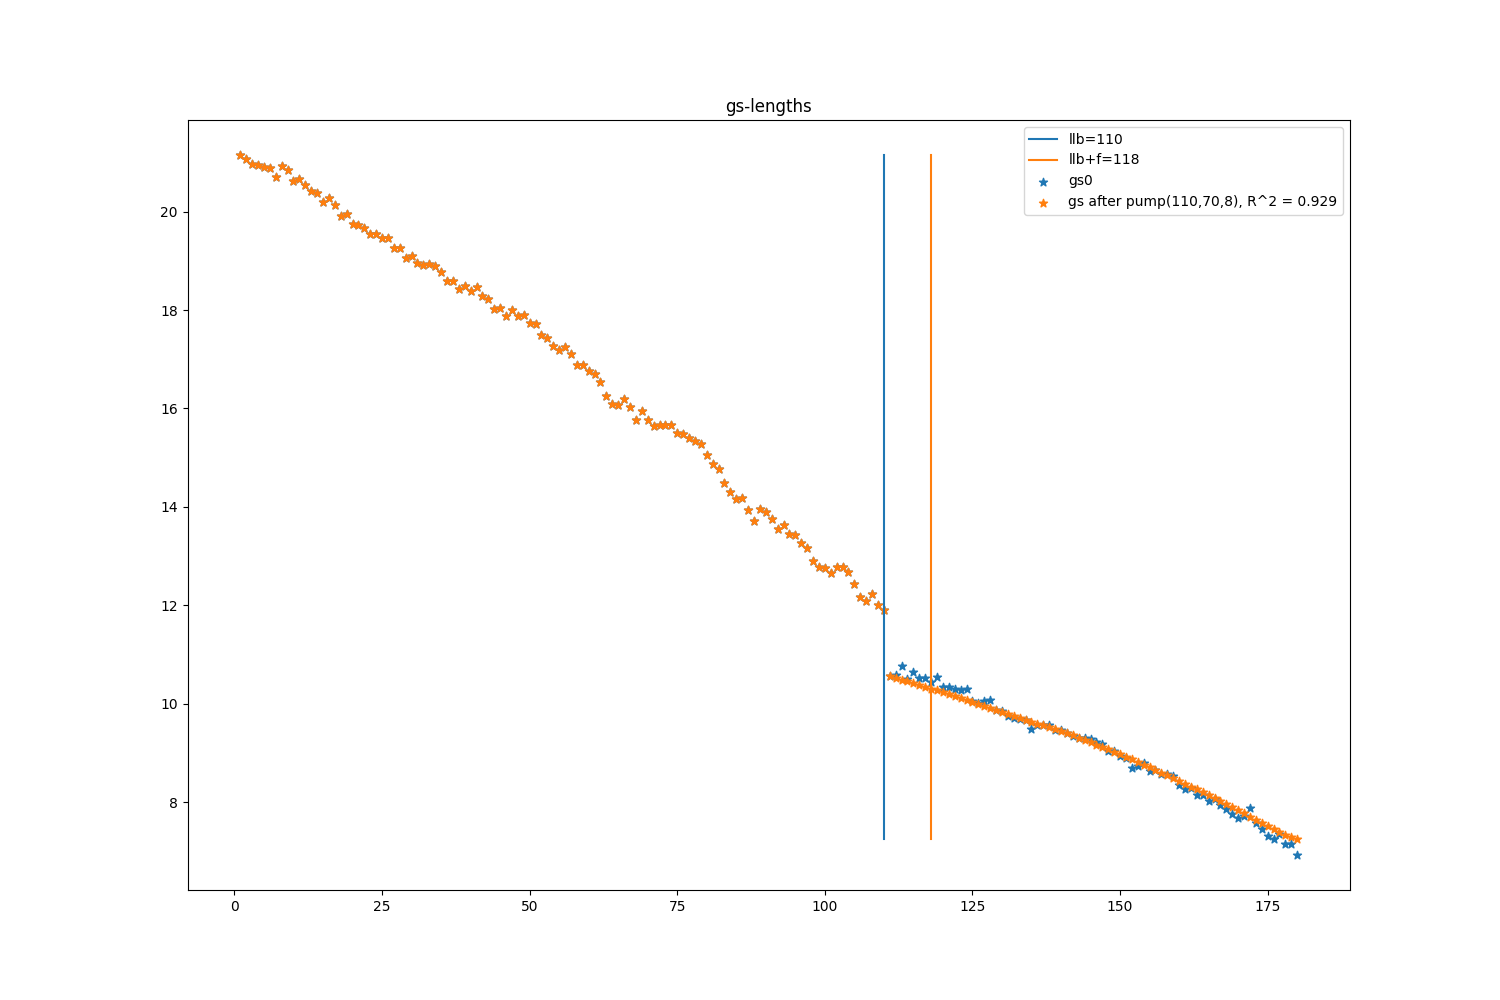 gs-lengths
llb=110
llb+f=118
gs0
gs after pump(110,70,8), R^2 = 0.929
20
18
16
14
12
10
8
0 25 50 75 100 125 150 175